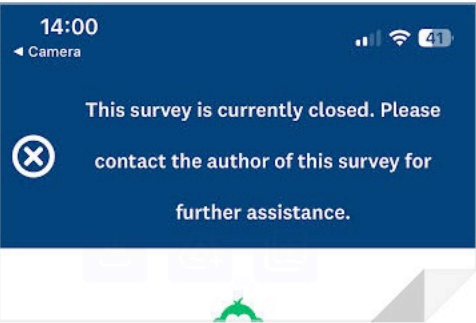 14:00
◀ Camera
41
This survey is currently closed. Please
contact the author of this survey for
further assistance.